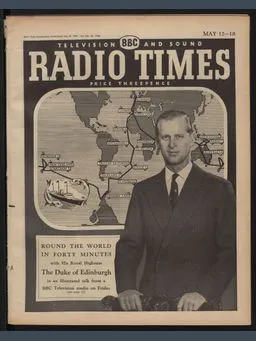 MAY 12—18
TELEVISION BBC AND SOUND
RADIO TIMES
PRICE THREEPENCE
ROUND THE WORLD
IN FORTY MINUTES
with His Royal Highness
The Duke of Edinburgh
in an illustrated talk from a
BBC Television studio on Friday